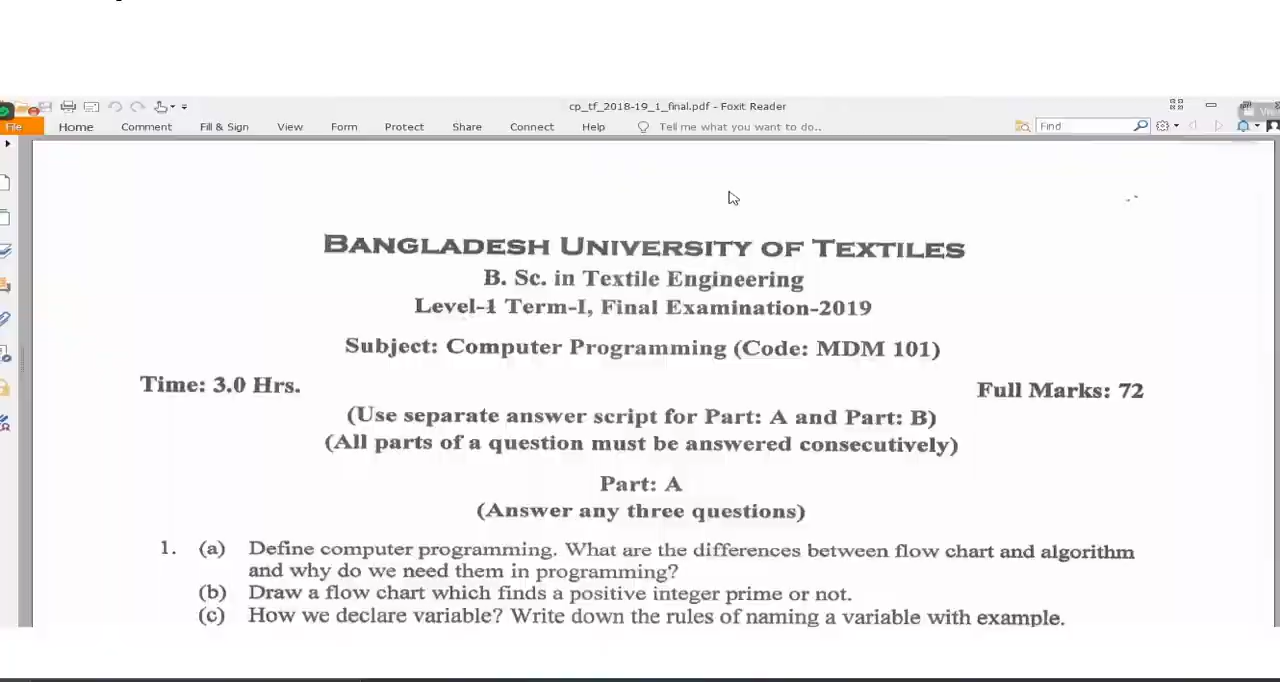 cp_tf_2018-19_1_final.pdf - Foxit Reader
File Home Comment Fill & Sign View Form Protect Share Connect Help Tell me what you want to do.. Find
BANGLADESH UNIVERSITY OF TEXTILES
B. Sc. in Textile Engineering
Level-1 Term-I, Final Examination-2019
Subject: Computer Programming (Code: MDM 101)
Time: 3.0 Hrs. Full Marks: 72
(Use separate answer script for Part: A and Part: B)
(All parts of a question must be answered consecutively)
Part: A
(Answer any three questions)
1. (a) Define computer programming. What are the differences between flow chart and algorithm
and why do we need them in programming?
(b) Draw a flow chart which finds a positive integer prime or not.
(c) How we declare variable? Write down the rules of naming a variable with example.